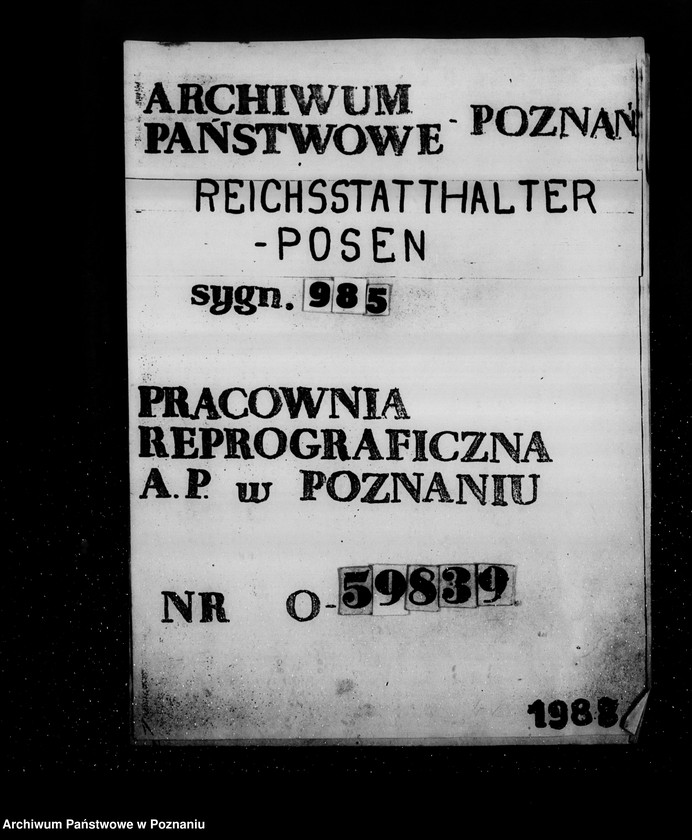 ARCHIWUM
PAŃSTWOWE - POZNAŃ
REICHSSTATTHALTER
-POSEN
sygn. 985
PRACOWNIA
REPROGRAFICZNA
A.P. w POZNANIU
NR O-59839
1988
Archiwum Państwowe w Poznaniu